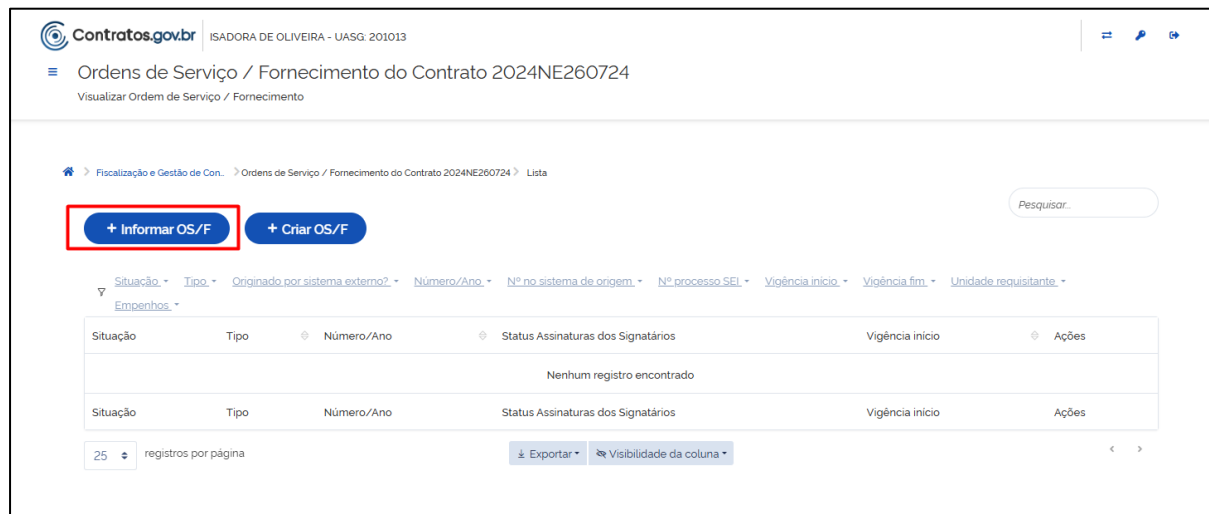 Contratos.gov.br ISADORA DE OLIVEIRA - UASG: 201013
Ordens de Serviço / Fornecimento do Contrato 2024NE260724
Visualizar Ordem de Serviço / Fornecimento
Fiscalização e Gestão de Con... Ordens de Serviço / Fornecimento do Contrato 2024NE260724 Lista
Pesquisar...
+ Informar OS/F + Criar OS/F
Situação Tipo Originado por sistema externo? Número/Ano Nº no sistema de origem Nº processo SEI Vigência início Vigência fim Unidade requisitante
Empenhos
Situação Tipo Número/Ano Status Assinaturas dos Signatários Vigência início Ações
Nenhum registro encontrado
Situação Tipo Número/Ano Status Assinaturas dos Signatários Vigência início Ações
25 registros por página Exportar Visibilidade da coluna < >